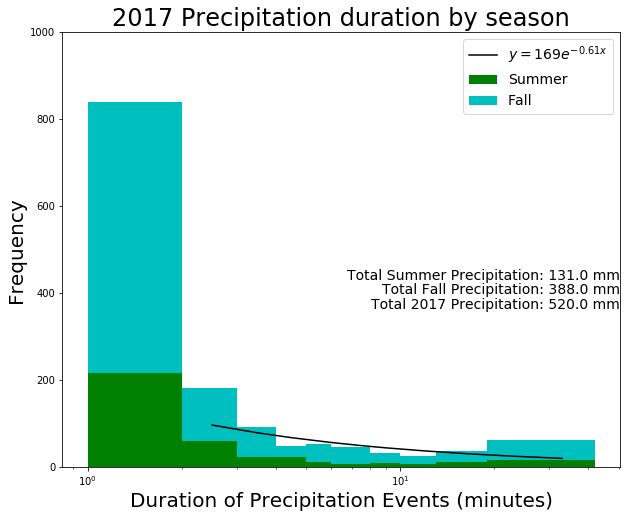 2017 Precipitation duration by season
1000
800
600
400
200
0
Frequency
y = 169e^{-0.61x}
Summer
Fall
Total Summer Precipitation: 131.0 mm
Total Fall Precipitation: 388.0 mm
Total 2017 Precipitation: 520.0 mm
10^0 10^1
Duration of Precipitation Events (minutes)